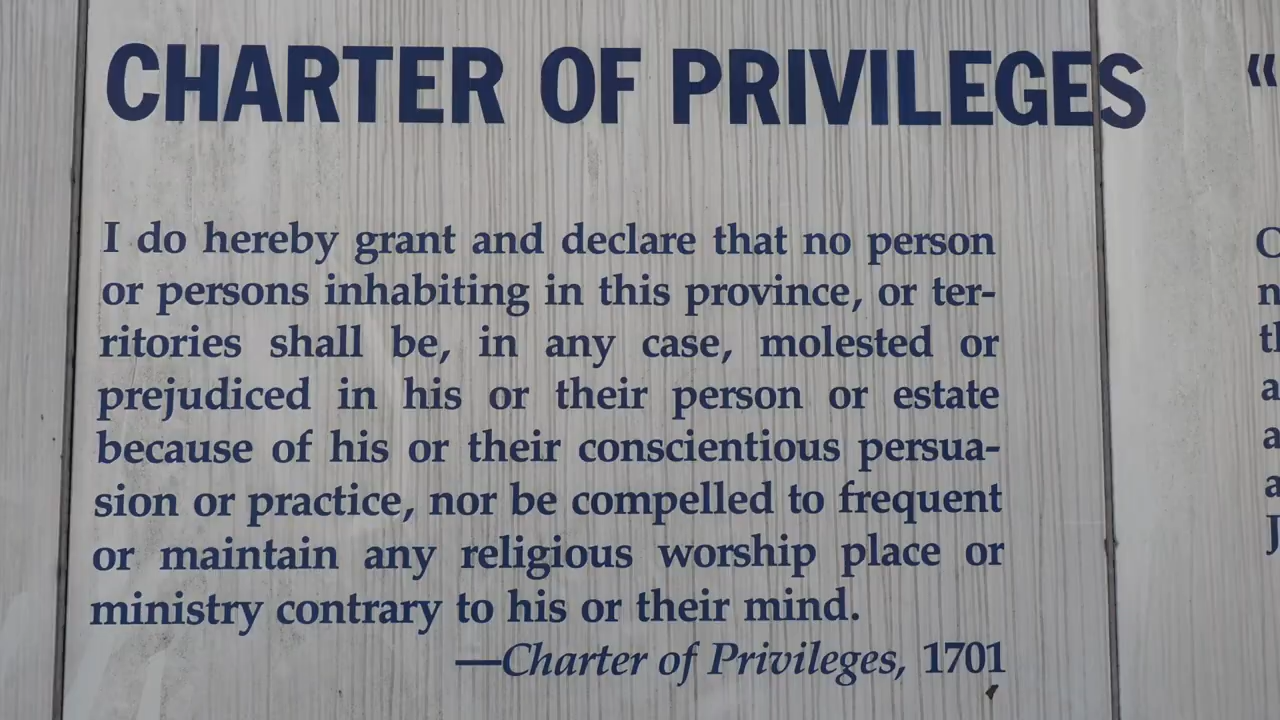 CHARTER OF PRIVILEGES “
I do hereby grant and declare that no person
or persons inhabiting in this province, or ter-
ritories shall be, in any case, molested or
prejudiced in his or their person or estate
because of his or their conscientious persua-
sion or practice, nor be compelled to frequent
or maintain any religious worship place or
ministry contrary to his or their mind.
—Charter of Privileges, 1701